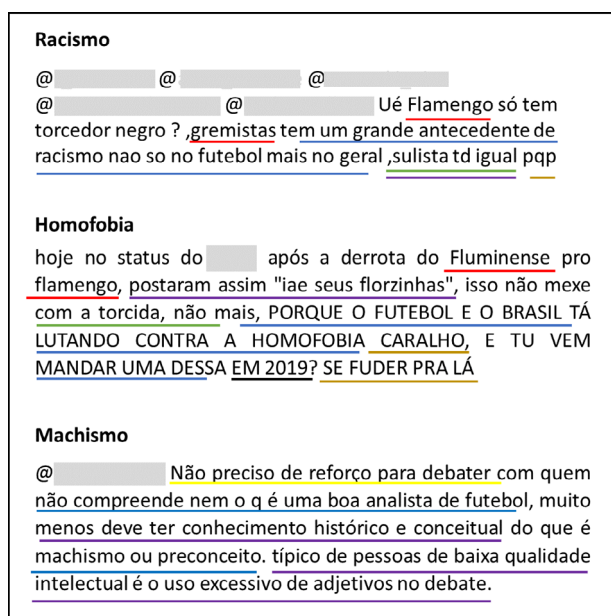 Racismo
@ @ @
@ @ Ué Flamengo só tem
torcedor negro ? ,gremistas tem um grande antecedente de
racismo nao so no futebol mais no geral ,sulista td igual pqp
Homofobia
hoje no status do após a derrota do Fluminense pro
flamengo, postaram assim "iae seus florzinhas", isso não mexe
com a torcida, não mais, PORQUE O FUTEBOL E O BRASIL TÁ
LUTANDO CONTRA A HOMOFOBIA CARALHO, E TU VEM
MANDAR UMA DESSA EM 2019? SE FUDER PRA LÁ
Machismo
@ Não preciso de reforço para debater com quem
não compreende nem o q é uma boa analista de futebol, muito
menos deve ter conhecimento histórico e conceitual do que é
machismo ou preconceito. típico de pessoas de baixa qualidade
intelectual é o uso excessivo de adjetivos no debate.